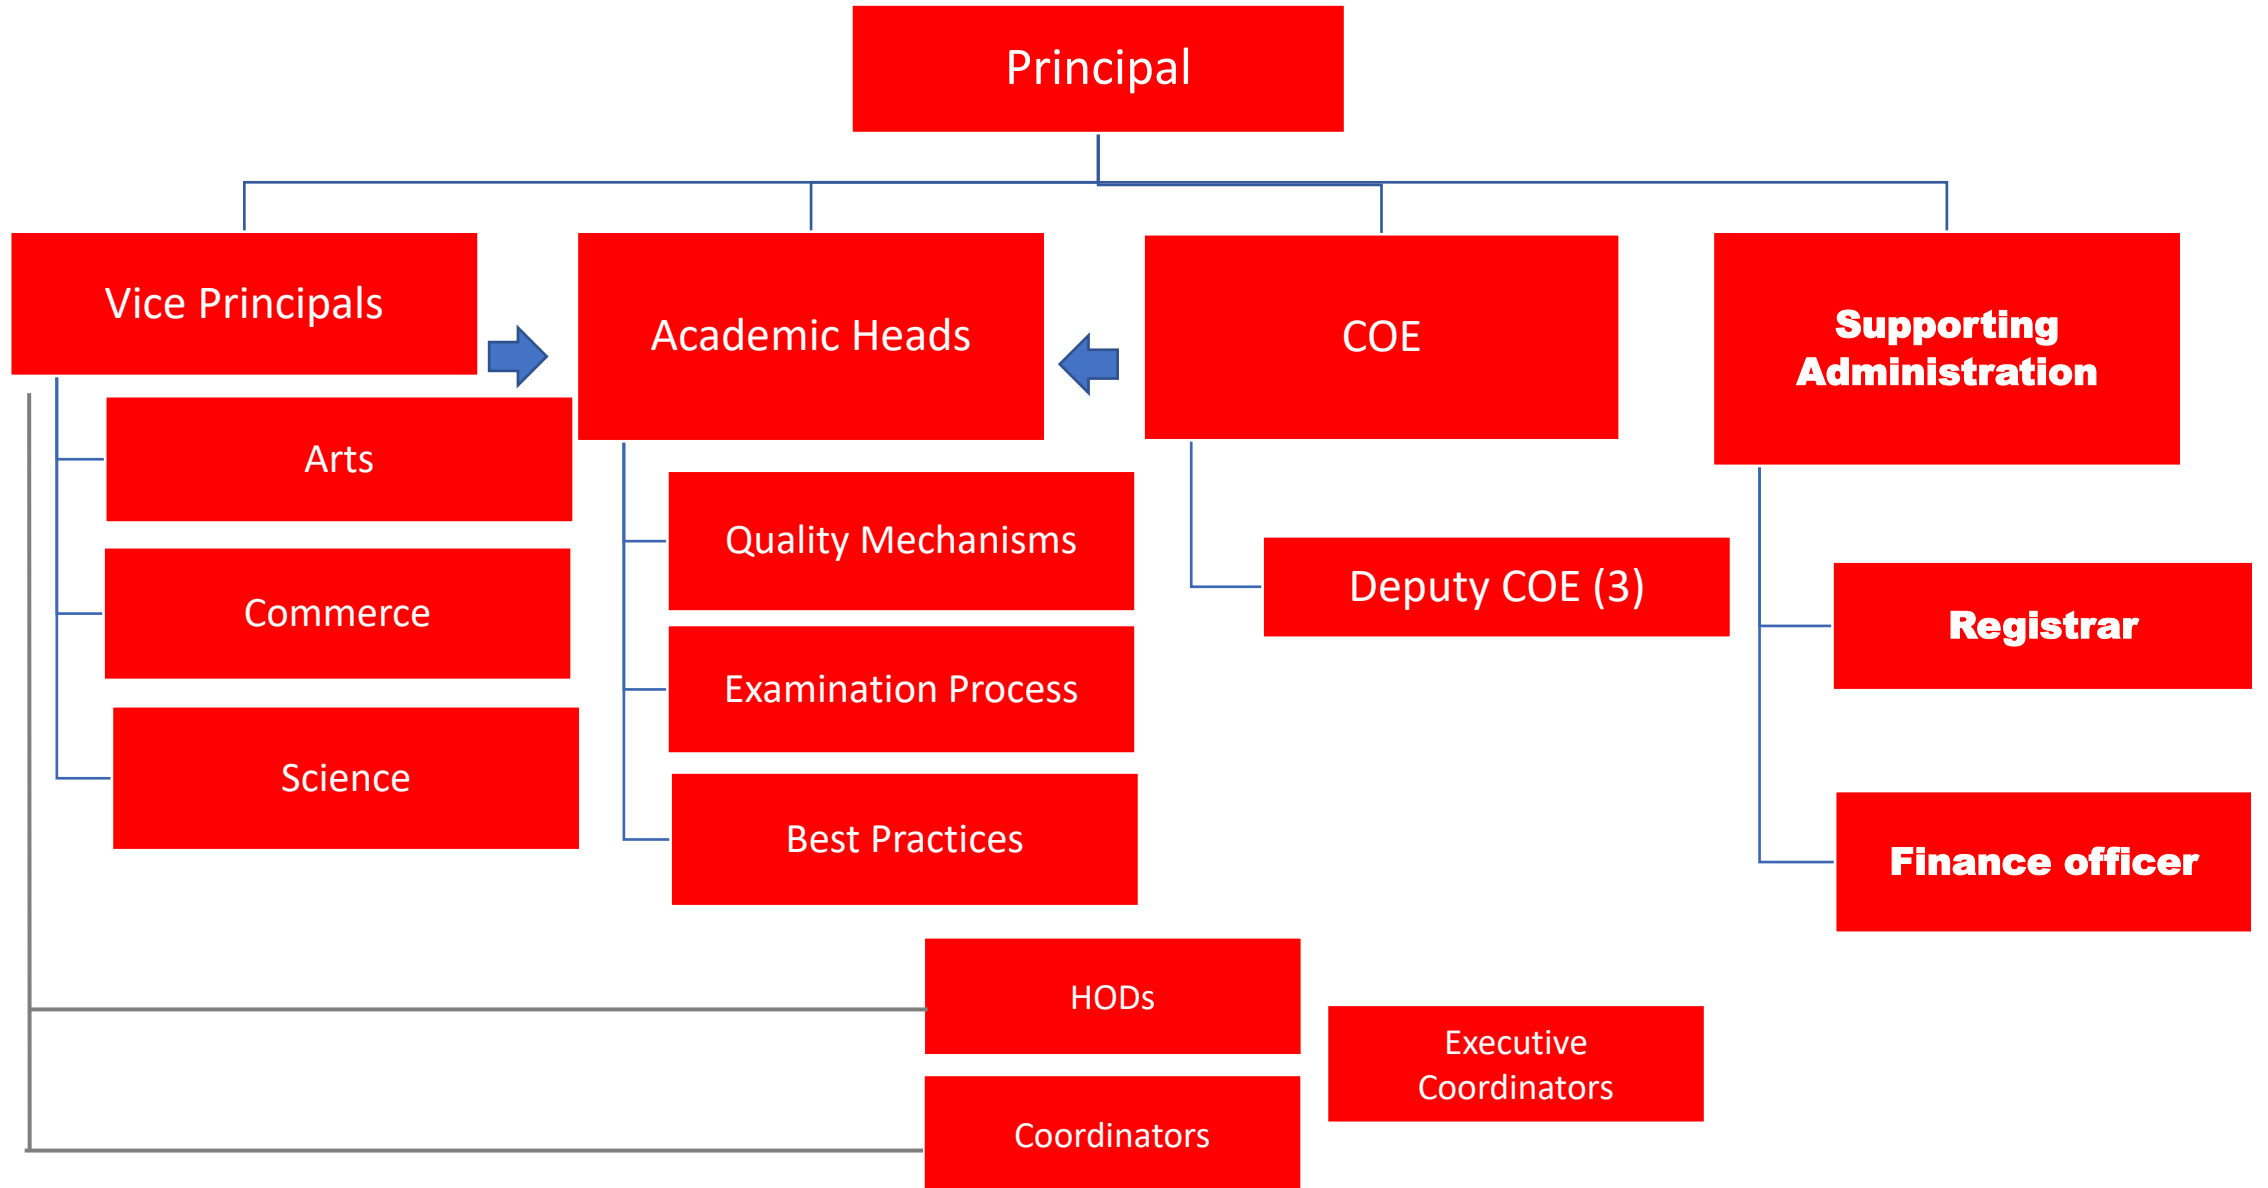 Principal
Vice Principals
Academic Heads
COE
Supporting
Administration
Arts
Commerce
Science
Quality Mechanisms
Examination Process
Best Practices
Deputy COE (3)
Registrar
Finance officer
HODs
Coordinators
Executive
Coordinators